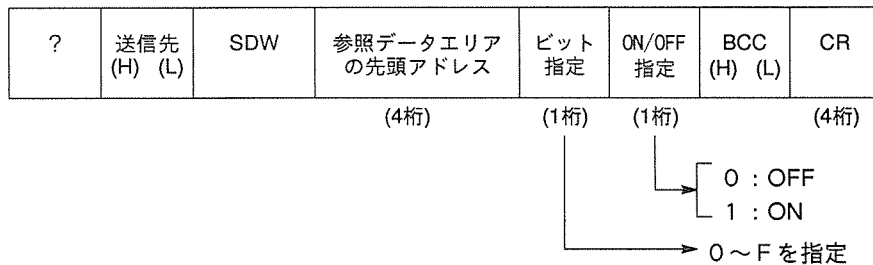 ?
送信先
(H) (L)
SDW
参照データエリア
の先頭アドレス
ビット
指定
ON/OFF
指定
BCC
(H) (L)
CR
(4桁)
(1桁)
(1桁)
(4桁)
0 : OFF
1 : ON
0～Fを指定